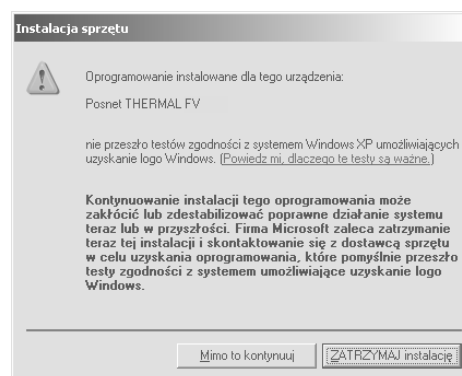 Instalacja sprzętu
Oprogramowanie instalowane dla tego urządzenia:
Posnet THERMAL FV
nie przeszło testów zgodności z systemem Windows XP umożliwiających
uzyskanie logo Windows. (Powiedz mi, dlaczego te testy są ważne.)
Kontynuowanie instalacji tego oprogramowania może
zakłócić lub zdestabilizować poprawne działanie systemu
teraz lub w przyszłości. Firma Microsoft zaleca zatrzymanie
teraz tej instalacji i skontaktowanie się z dostawcą sprzętu
w celu uzyskania oprogramowania, które pomyślnie przeszło
testy zgodności z systemem umożliwiające uzyskanie logo
Windows.
Mimo to kontynuuj ZATRZYMAJ instalację